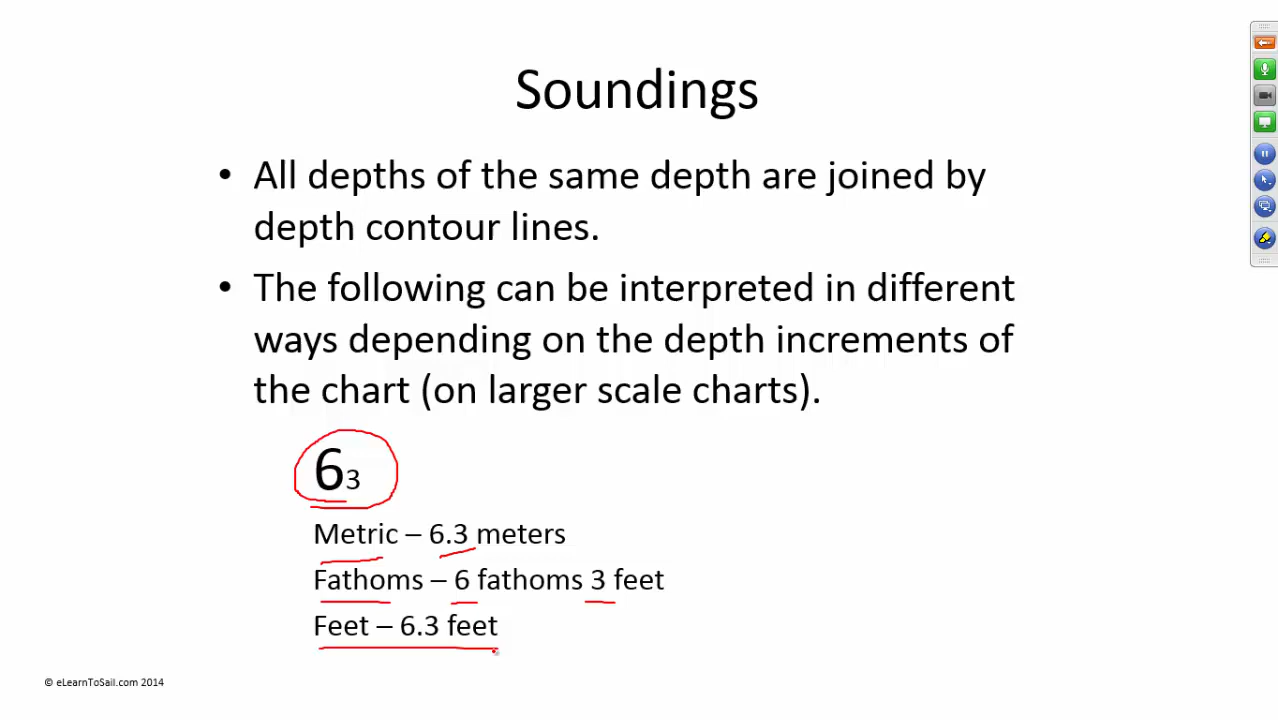 Soundings
• All depths of the same depth are joined by
depth contour lines.
• The following can be interpreted in different
ways depending on the depth increments of
the chart (on larger scale charts).
63
Metric – 6.3 meters
Fathoms – 6 fathoms 3 feet
Feet – 6.3 feet
© eLearnToSail.com 2014